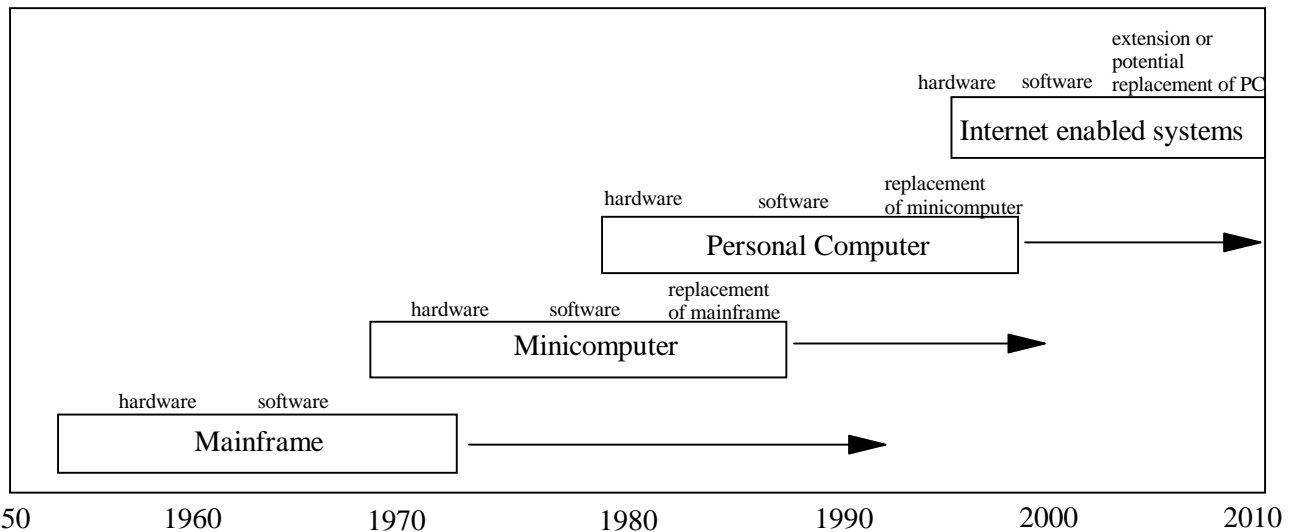 extension or
potential
hardware software replacement of PC
Internet enabled systems
hardware software replacement
of minicomputer
Personal Computer
hardware software replacement
of mainframe
Minicomputer
hardware software
Mainframe
50 1960 1970 1980 1990 2000 2010